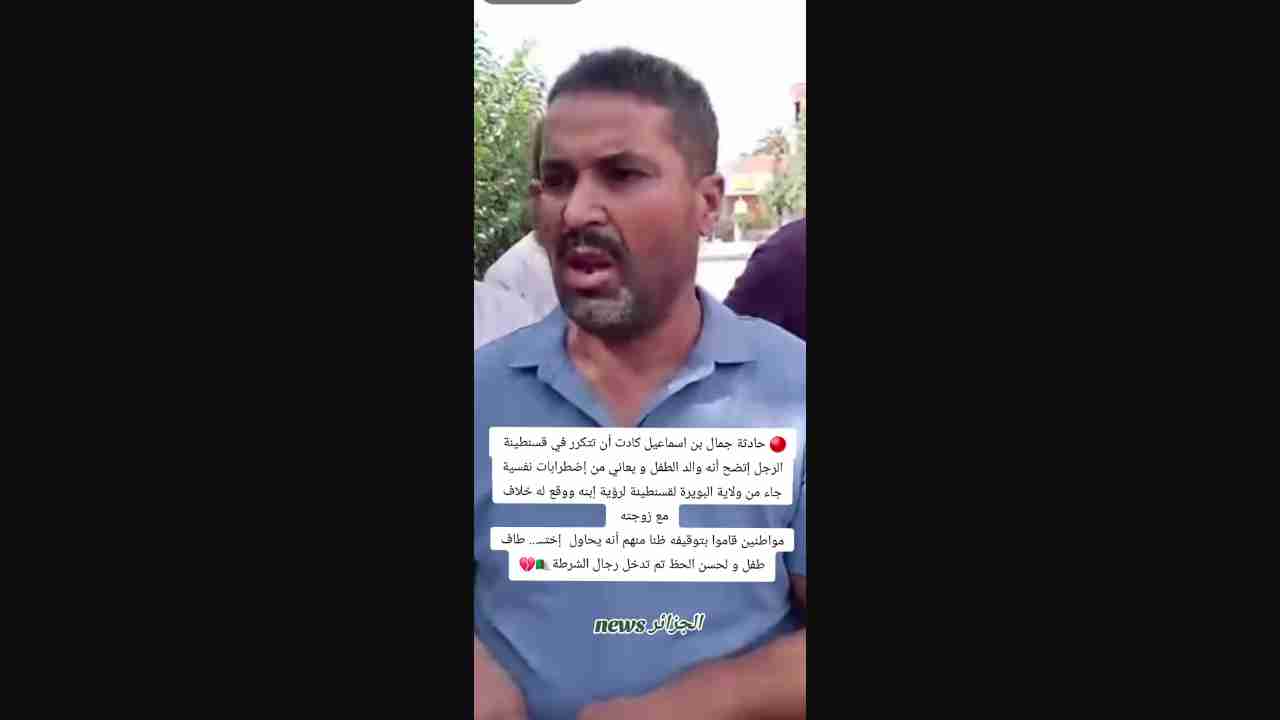 🔴 حادثة جمال بن اسماعيل كادت أن تتكرر في قسنطينة
الرجل إتضح أنه والد الطفل و يعاني من إضطرابات نفسية
جاء من ولاية البويرة لقسنطينة لرؤية إبنه ووقع له خلاف
مع زوجته
مواطنين قاموا بتوقيفه ظنا منهم أنه يحاول إختـــ.. طاف
طفل و لحسن الحظ تم تدخل رجال الشرطة 🇩🇿💔
الجزائر news